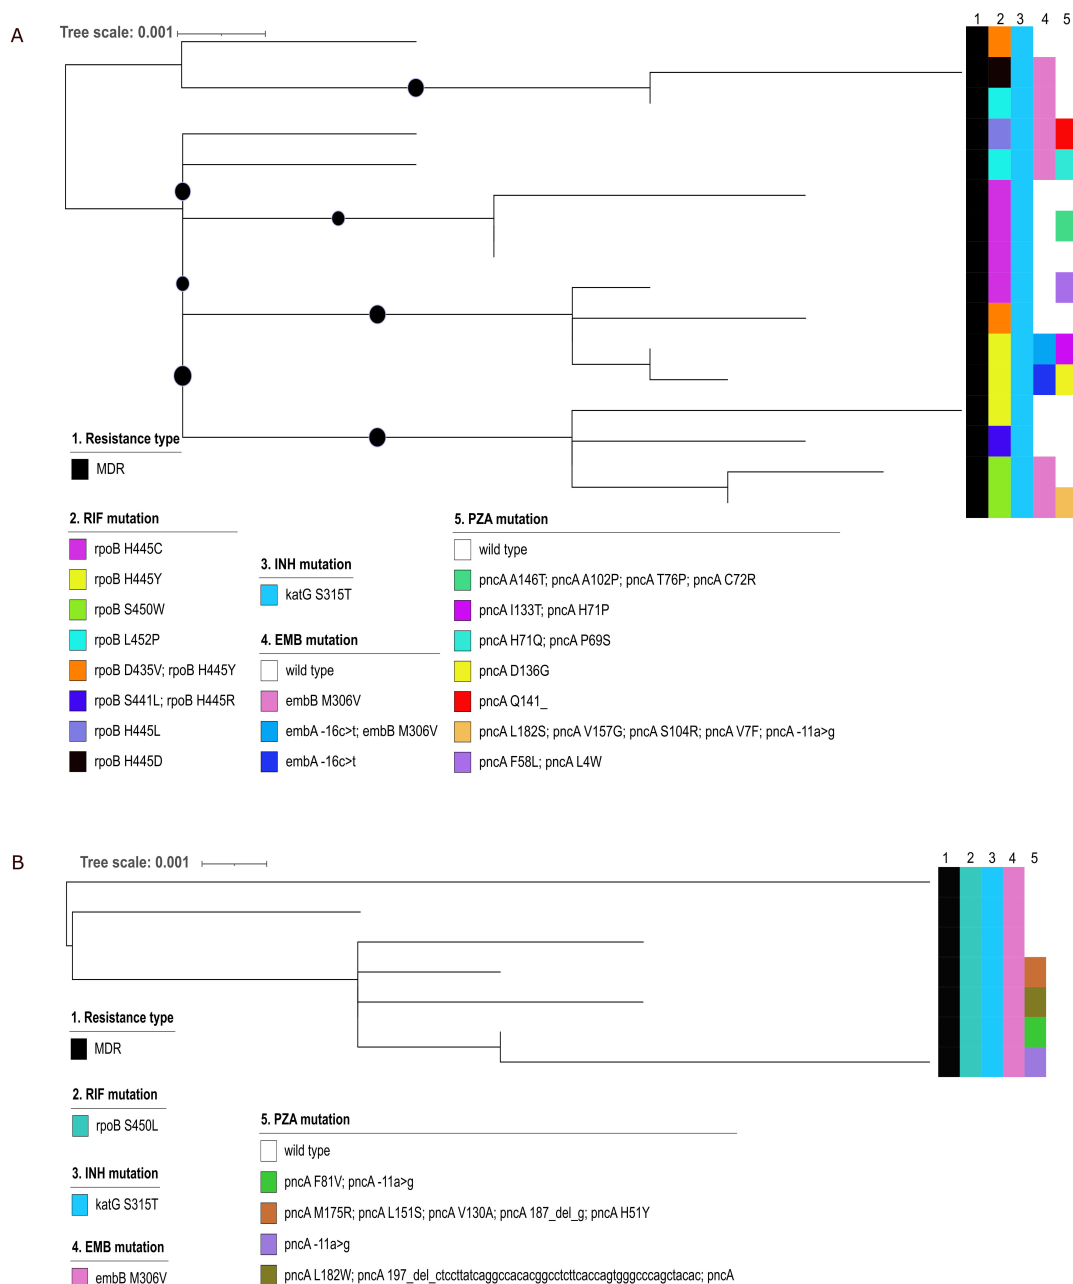 A
Tree scale: 0.001
1 2 3 4 5
1. Resistance type
MDR
2. RIF mutation
rpoB H445C
rpoB H445Y
rpoB S450W
rpoB L452P
rpoB D435V; rpoB H445Y
rpoB S441L; rpoB H445R
rpoB H445L
rpoB H445D
3. INH mutation
katG S315T
4. EMB mutation
wild type
embB M306V
embA -16c>t; embB M306V
embA -16c>t
5. PZA mutation
wild type
pncA A146T; pncA A102P; pncA T76P; pncA C72R
pncA I133T; pncA H71P
pncA H71Q; pncA P69S
pncA D136G
pncA Q141_
pncA L182S; pncA V157G; pncA S104R; pncA V7F; pncA -11a>g
pncA F58L; pncA L4W
B
Tree scale: 0.001
1 2 3 4 5
1. Resistance type
MDR
2. RIF mutation
rpoB S450L
3. INH mutation
katG S315T
4. EMB mutation
embB M306V
5. PZA mutation
wild type
pncA F81V; pncA -11a>g
pncA M175R; pncA L151S; pncA V130A; pncA 187_del_g; pncA H51Y
pncA -11a>g
pncA L182W; pncA 197_del_ctccttatcaggccacacggcctcttcaccagtgggcccagctacac; pncA